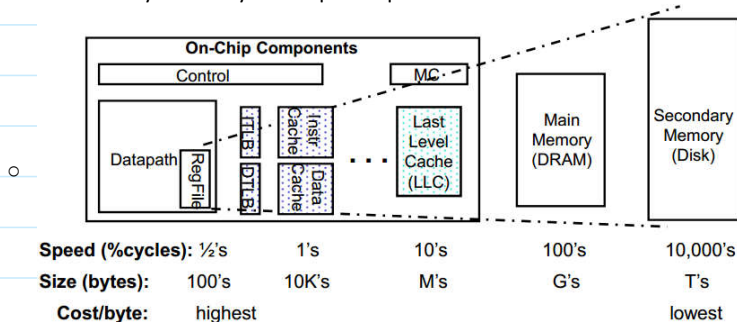 On-Chip Components
Control
MC
Datapath
RegFile
ITLB
DTLB
Instr
Cache
Data
Cache
. . .
Last
Level
Cache
(LLC)
Main
Memory
(DRAM)
Secondary
Memory
(Disk)
Speed (%cycles): ½'s 1's 10's 100's 10,000's
Size (bytes): 100's 10K's M's G's T's
Cost/byte: highest lowest